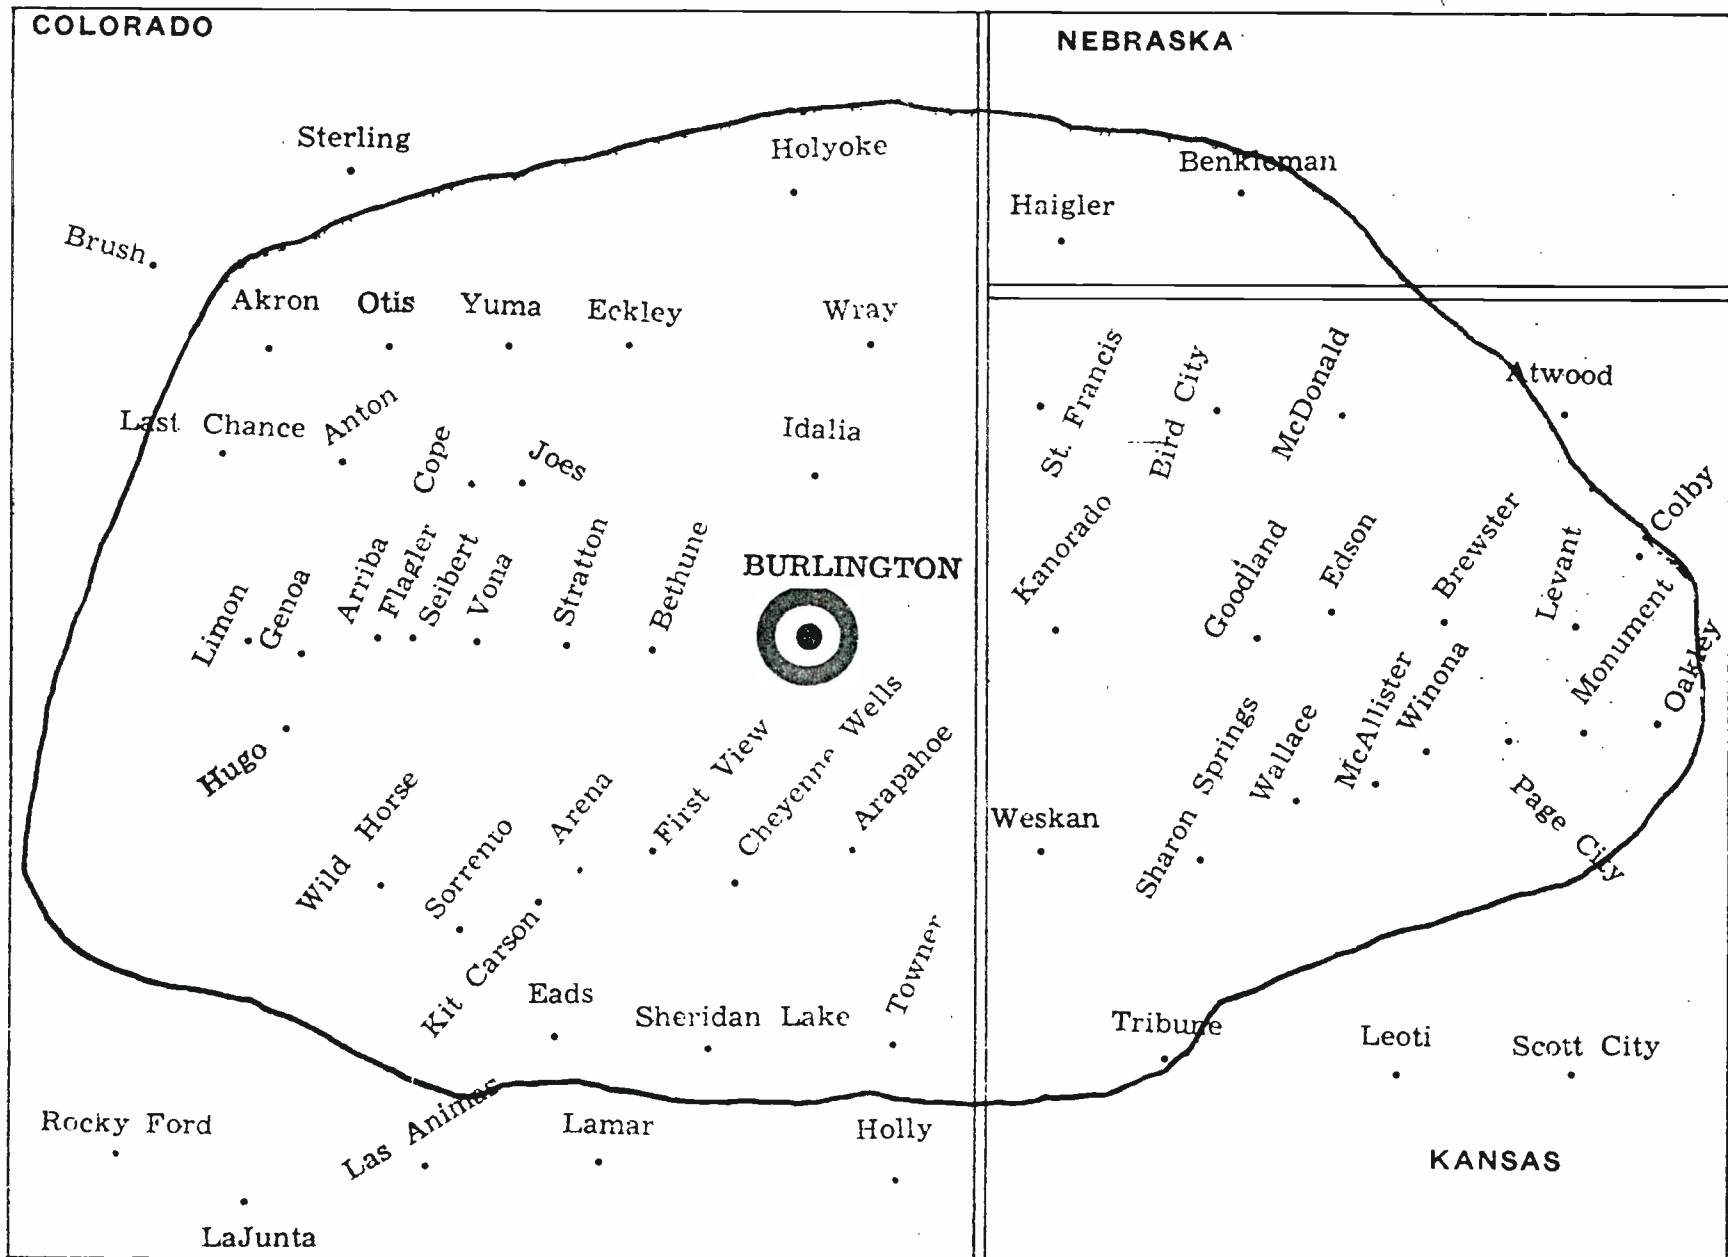 COLORADO
NEBRASKA
Sterling
Holyoke
Benkleman
Haigler
Brush
Akron
Otis
Yuma
Eckley
Wray
St. Francis
Bird City
McDonald
Atwood
Last Chance
Anton
Cope
Joes
Idalia
Kanorado
Goodland
Edson
Brewster
Levant
Colby
Limon
Genoa
Arriba
Flagler
Seibert
Vona
Stratton
Bethune
BURLINGTON
Monument
Oakley
Hugo
Wild Horse
Sorrento
Arena
First View
Cheyenne Wells
Arapahoe
Weskan
Sharon Springs
Wallace
McAllister
Winona
Page City
Kit Carson
Eads
Sheridan Lake
Towner
Tribune
Leoti
Scott City
Rocky Ford
Las Animas
Lamar
Holly
KANSAS
LaJunta